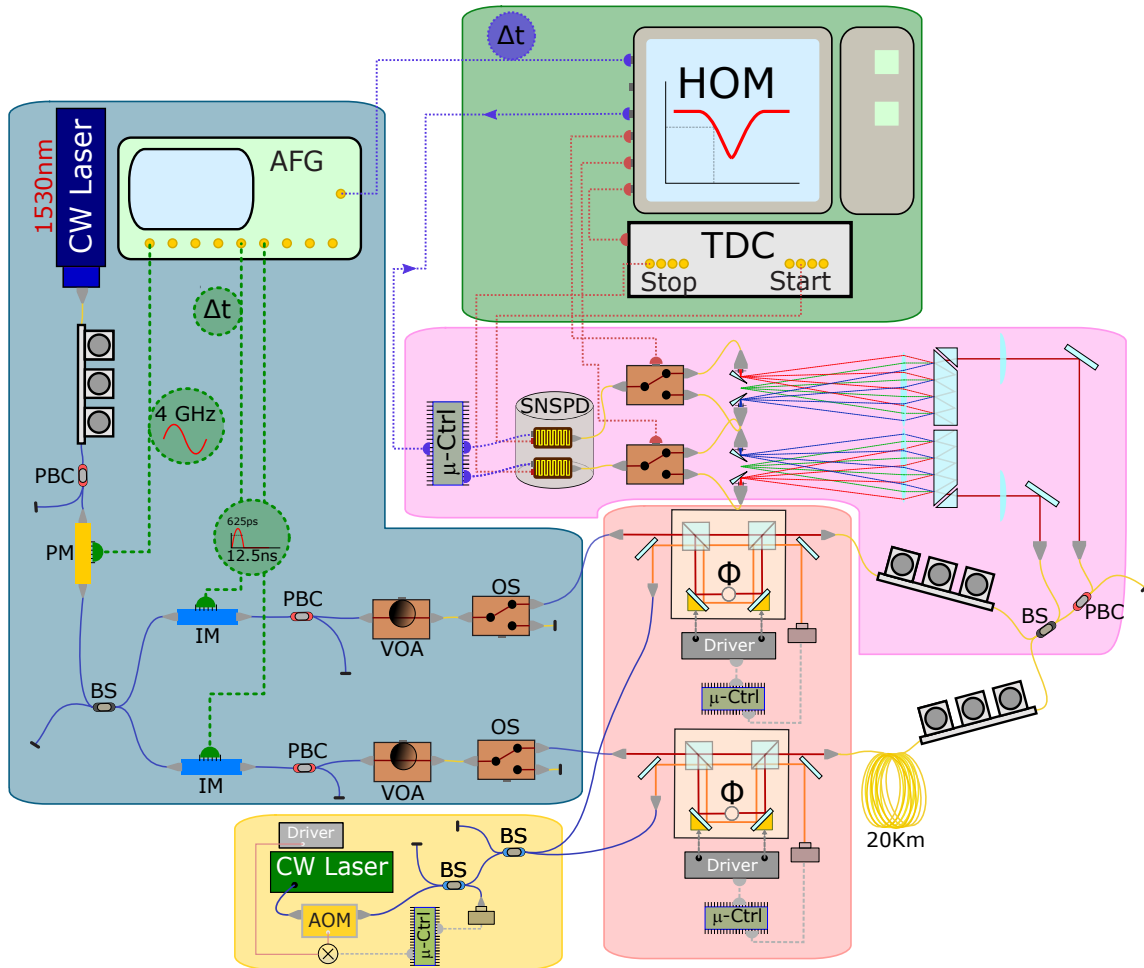 Δt
HOM
AFG
1530nm
CW Laser
TDC
Stop
Start
Δt
4 GHz
SNSPD
μ-Ctrl
PBC
PM
625ps
12.5ns
IM
PBC
VOA
OS
Φ
Driver
μ-Ctrl
BS
PBC
BS
IM
PBC
VOA
OS
Φ
Driver
μ-Ctrl
20Km
Driver
CW Laser
AOM
BS
BS
μ-Ctrl